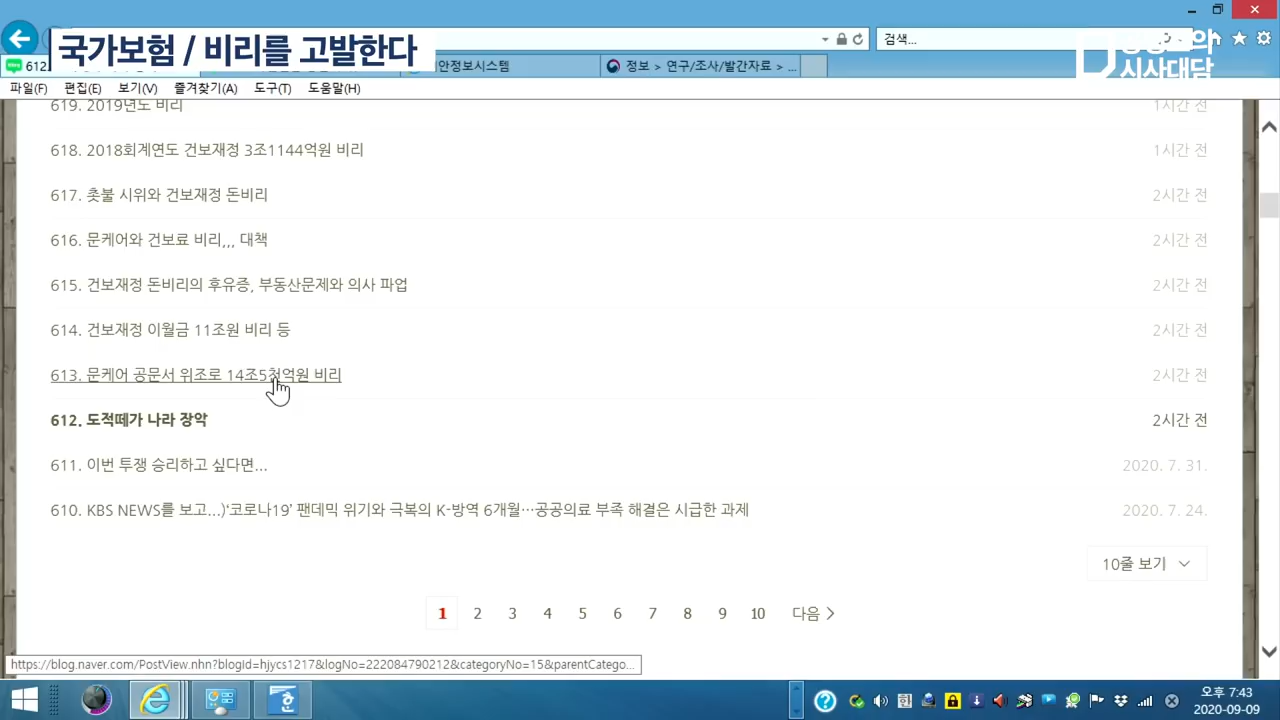 국가보험 / 비리를 고발한다
시사대담
검색...
612
안정보시스템
정보 > 연구/조사/발간자료 > ...
파일(F) 편집(E) 보기(V) 즐겨찾기(A) 도구(T) 도움말(H)
619. 2019년도 비리 1시간 전
618. 2018회계연도 건보재정 3조1144억원 비리 1시간 전
617. 촛불 시위와 건보재정 돈비리 2시간 전
616. 문케어와 건보료 비리,,, 대책 2시간 전
615. 건보재정 돈비리의 후유증, 부동산문제와 의사 파업 2시간 전
614. 건보재정 이월금 11조원 비리 등 2시간 전
613. 문케어 공문서 위조로 14조5천억원 비리 2시간 전
612. 도적떼가 나라 장악 2시간 전
611. 이번 투쟁 승리하고 싶다면... 2020. 7. 31.
610. KBS NEWS를 보고...)‘코로나19’ 팬데믹 위기와 극복의 K-방역 6개월…공공의료 부족 해결은 시급한 과제 2020. 7. 24.
10줄 보기
1 2 3 4 5 6 7 8 9 10 다음 >
https://blog.naver.com/PostView.nhn?blogId=hjycs1217&logNo=222084790212&categoryNo=15&parentCatego...
오후 7:43
2020-09-09